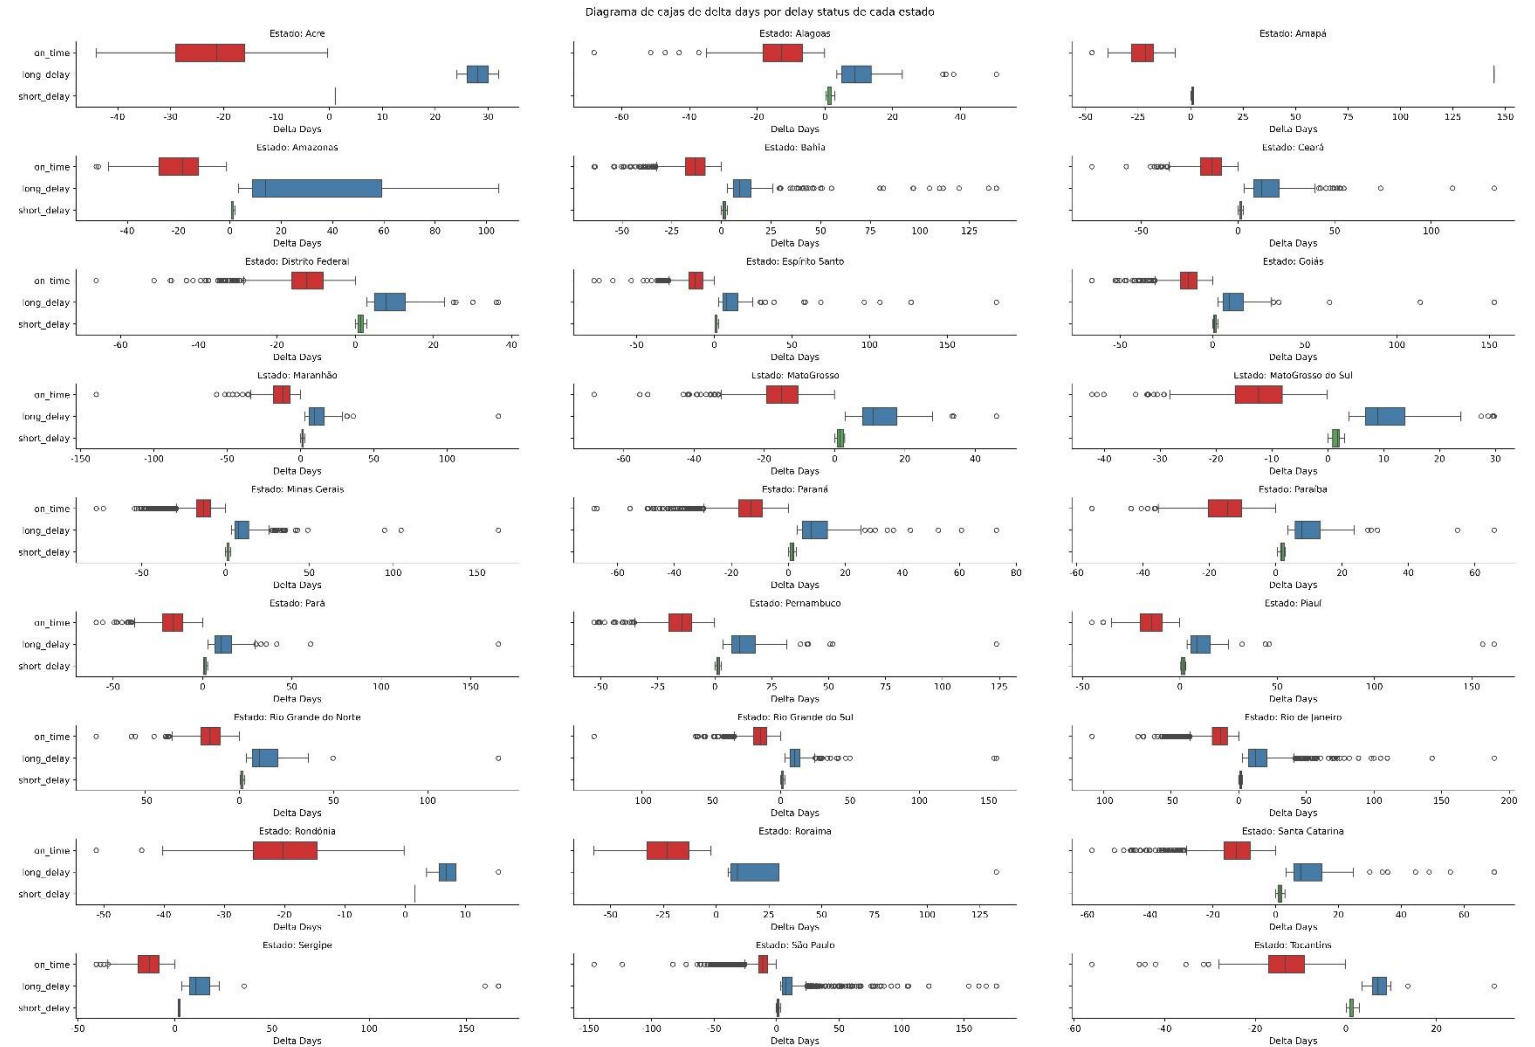 Diagrama de cajas de delta days por delay status de cada estado
Estado: Acre
on_time
long_delay
short_delay
-40 -30 -20 -10 0 10 20 30
Delta Days
Estado: Alagoas
-60 -40 -20 0 20 40
Delta Days
Estado: Amapá
-50 -25 0 25 50 75 100 125 150
Delta Days
Estado: Amazonas
on_time
long_delay
short_delay
-40 -20 0 20 40 60 80 100
Delta Days
Estado: Bahia
-50 -25 0 25 50 75 100 125
Delta Days
Estado: Ceará
-50 0 50 100
Delta Days
Estado: Distrito Federal
on_time
long_delay
short_delay
-60 -40 -20 0 20 40
Delta Days
Estado: Espírito Santo
-50 0 50 100 150 200
Delta Days
Estado: Goiás
-50 0 50 100 150
Delta Days
Estado: Maranhão
on_time
long_delay
short_delay
-150 -100 -50 0 50 100
Delta Days
Estado: MatoGrosso
-60 -40 -20 0 20 40
Delta Days
Estado: MatoGrosso do Sul
-40 -30 -20 -10 0 10 20 30
Delta Days
Estado: Minas Gerais
on_time
long_delay
short_delay
-50 0 50 100 150
Delta Days
Estado: Paraná
-60 -40 -20 0 20 40 60 80
Delta Days
Estado: Paraíba
-60 -40 -20 0 20 40 60
Delta Days
Estado: Pará
on_time
long_delay
short_delay
-50 0 50 100 150
Delta Days
Estado: Pernambuco
-50 -25 0 25 50 75 100 125
Delta Days
Estado: Piauí
-50 0 50 100 150
Delta Days
Estado: Rio Grande do Norte
on_time
long_delay
short_delay
50 0 50 100
Delta Days
Estado: Rio Grande do Sul
100 50 0 50 100 150
Delta Days
Estado: Rio de Janeiro
100 50 0 50 100 150 200
Delta Days
Estado: Rondônia
on_time
long_delay
short_delay
-50 -40 -30 -20 -10 0 10
Delta Days
Estado: Roraima
-50 -25 0 25 50 75 100 125
Delta Days
Estado: Santa Catarina
-60 -40 -20 0 20 40 60
Delta Days
Estado: Sergipe
on_time
long_delay
short_delay
-50 0 50 100 150
Delta Days
Estado: São Paulo
-150 -100 -50 0 50 100 150
Delta Days
Estado: Tocantins
-60 -40 -20 0 20
Delta Days